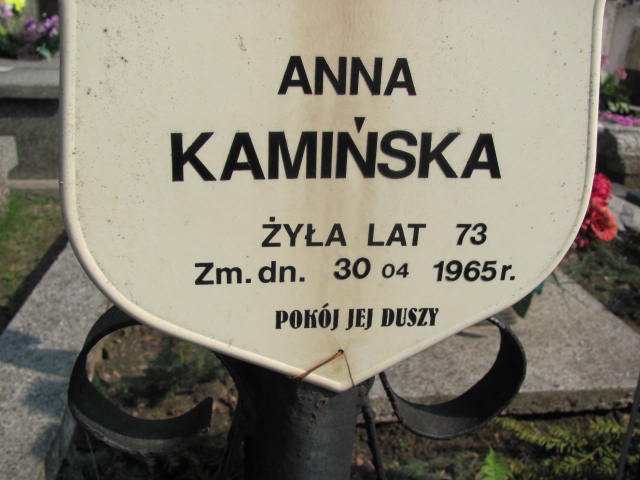 ANNA
KAMIŃSKA
ŻYŁA LAT 73
Zm. dn. 30 04 1965 r.
POKÓJ JEJ DUSZY